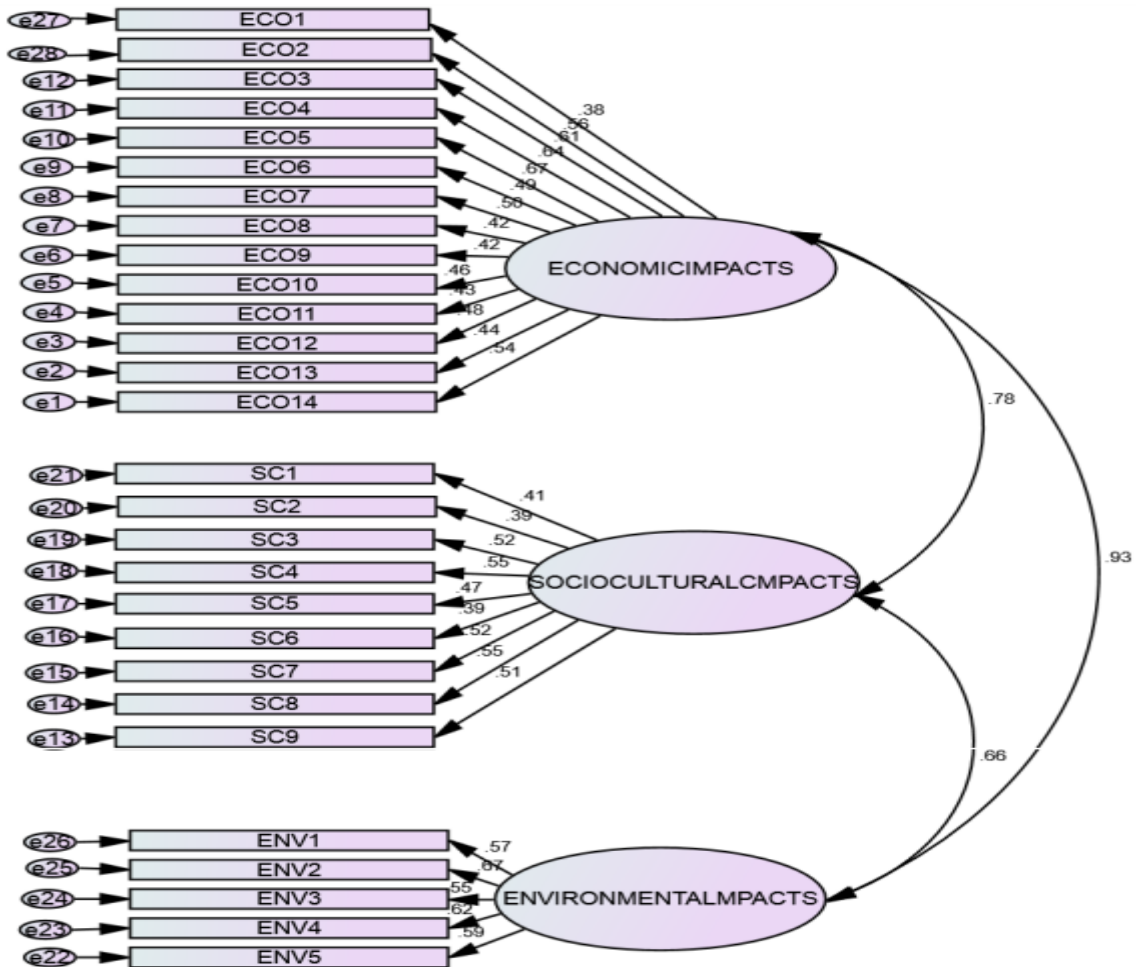 e27 ECO1
e28 ECO2
e12 ECO3
e11 ECO4
e10 ECO5
e9 ECO6
e8 ECO7
e7 ECO8
e6 ECO9
e5 ECO10
e4 ECO11
e3 ECO12
e2 ECO13
e1 ECO14
.38
.56
.61
.64
.67
.49
.50
.42
.42
.46
.43
.48
.44
.54
ECONOMICIMPACTS
.78
.93
e21 SC1
e20 SC2
e19 SC3
e18 SC4
e17 SC5
e16 SC6
e15 SC7
e14 SC8
e13 SC9
.41
.39
.52
.55
.47
.39
.52
.55
.51
SOCIOCULTURALCMPACTS
.66
e26 ENV1
e25 ENV2
e24 ENV3
e23 ENV4
e22 ENV5
.57
.67
.55
.62
.59
ENVIRONMENTALMPACTS